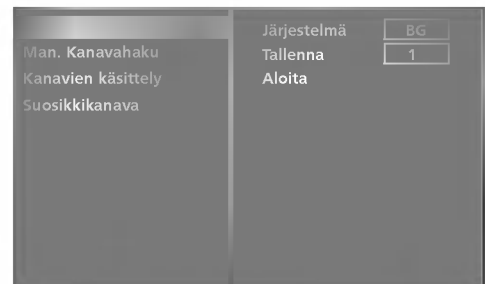 Man. Kanavahaku
Kanavien käsittely
Suosikkikanava
Järjestelmä BG
Tallenna 1
Aloita